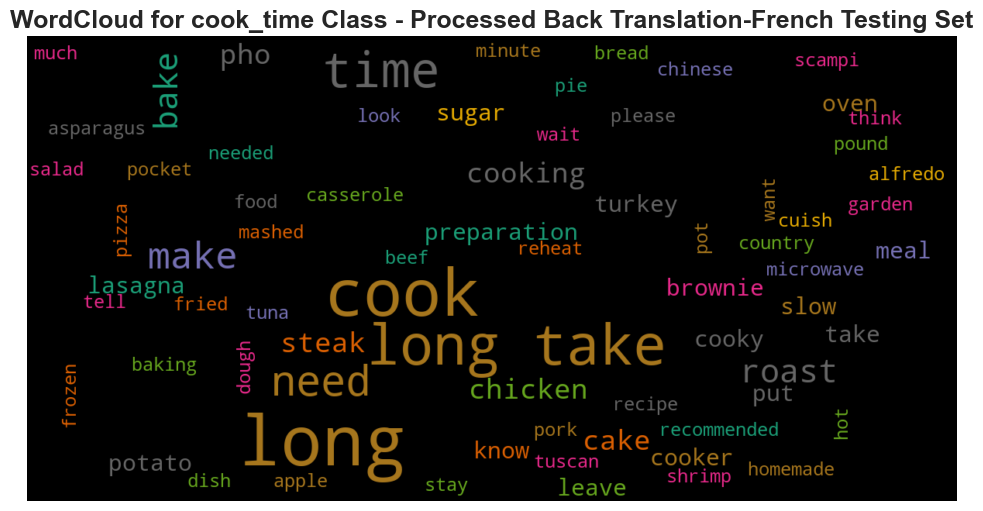 WordCloud for cook_time Class - Processed Back Translation-French Testing Set
much
bake
pho
time
minute
bread
chinese
scampi
pie
oven
asparagus
look
sugar
please
think
wait
pound
needed
salad
pocket
cooking
alfredo
food
casserole
turkey
want
garden
cuish
pizza
mashed
preparation
reheat
pot
country
meal
make
beef
microwave
lasagna
brownie
tell
fried
tuna
cook
slow
steak
long take
cooky
take
baking
dough
need
chicken
roast
put
frozen
recipe
hot
long
pork
cake
recommended
know
tuscan
cooker
homemade
potato
shrimp
dish
apple
stay
leave